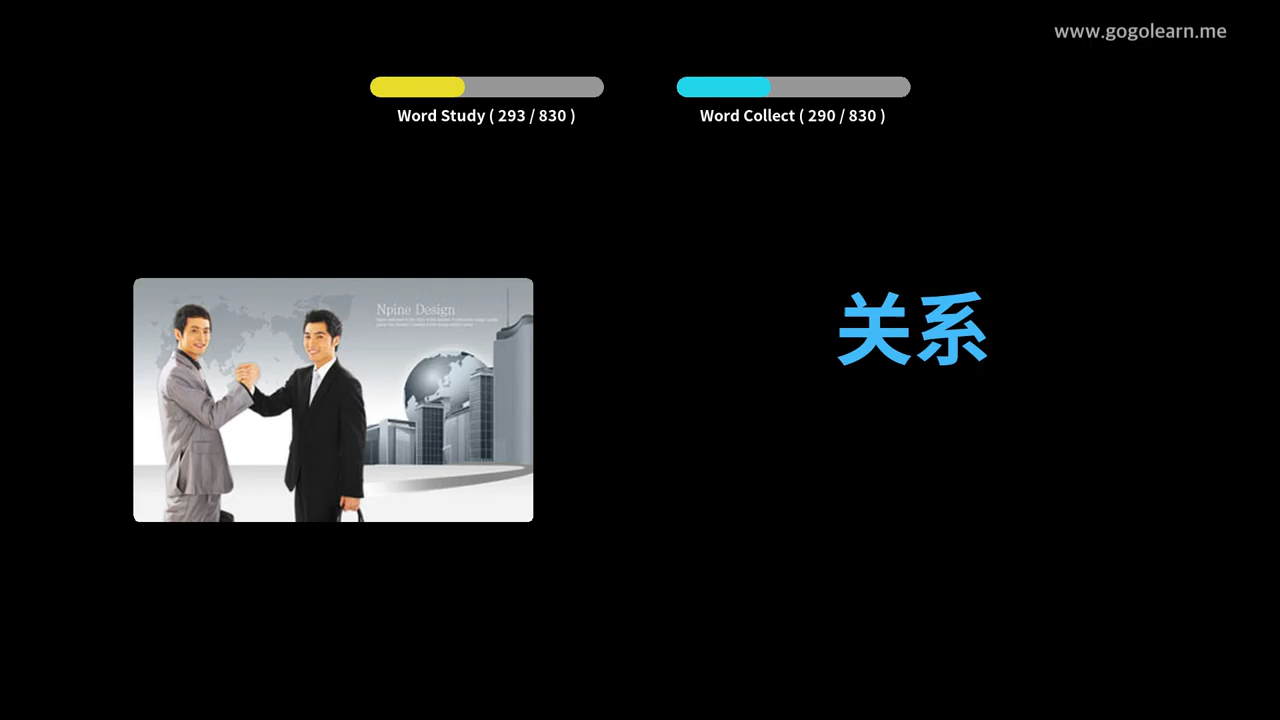 www.gogolearn.me
Word Study ( 293 / 830 )
Word Collect ( 290 / 830 )
Npine Design
关系